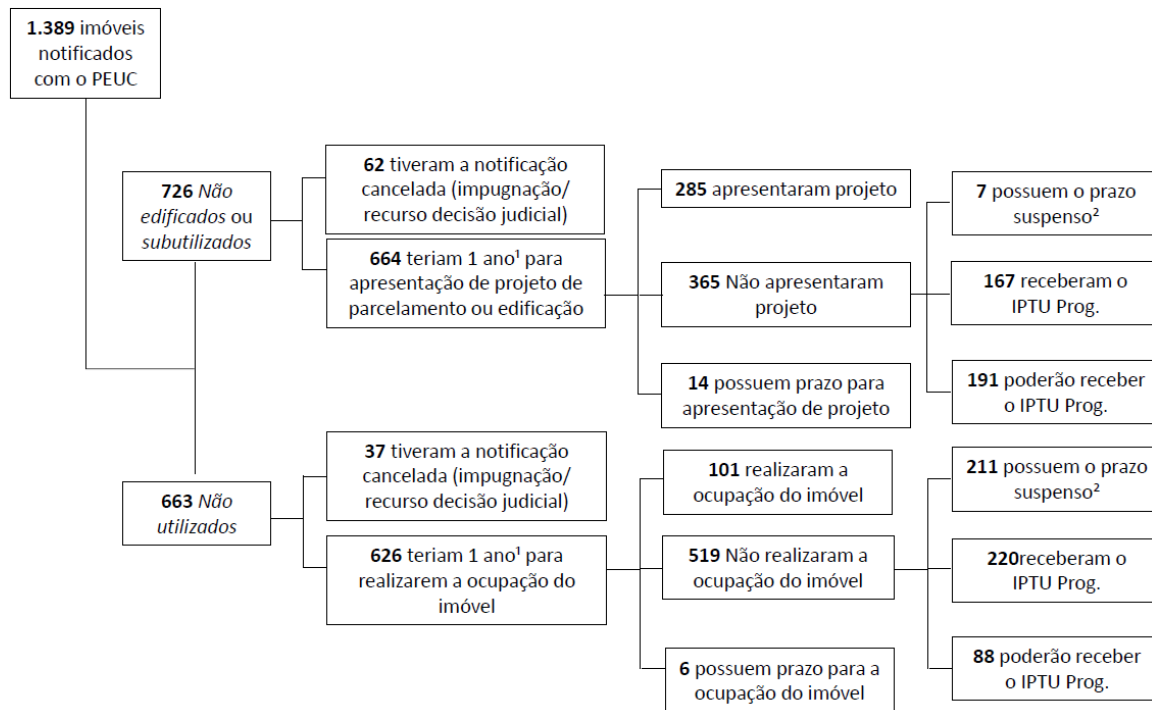 1.389 imóveis
notificados
com o PEUC
726 Não
edificados ou
subutilizados
62 tiveram a notificação
cancelada (impugnação/
recurso decisão judicial)
664 teriam 1 ano¹ para
apresentação de projeto de
parcelamento ou edificação
285 apresentaram projeto
365 Não apresentaram
projeto
14 possuem prazo para
apresentação de projeto
7 possuem o prazo
suspenso²
167 receberam o
IPTU Prog.
191 poderão receber
o IPTU Prog.
663 Não
utilizados
37 tiveram a notificação
cancelada (impugnação/
recurso decisão judicial)
626 teriam 1 ano¹ para
realizarem a ocupação do
imóvel
101 realizaram a
ocupação do imóvel
519 Não realizaram a
ocupação do imóvel
6 possuem prazo para a
ocupação do imóvel
211 possuem o prazo
suspenso²
220receberam o
IPTU Prog.
88 poderão receber
o IPTU Prog.